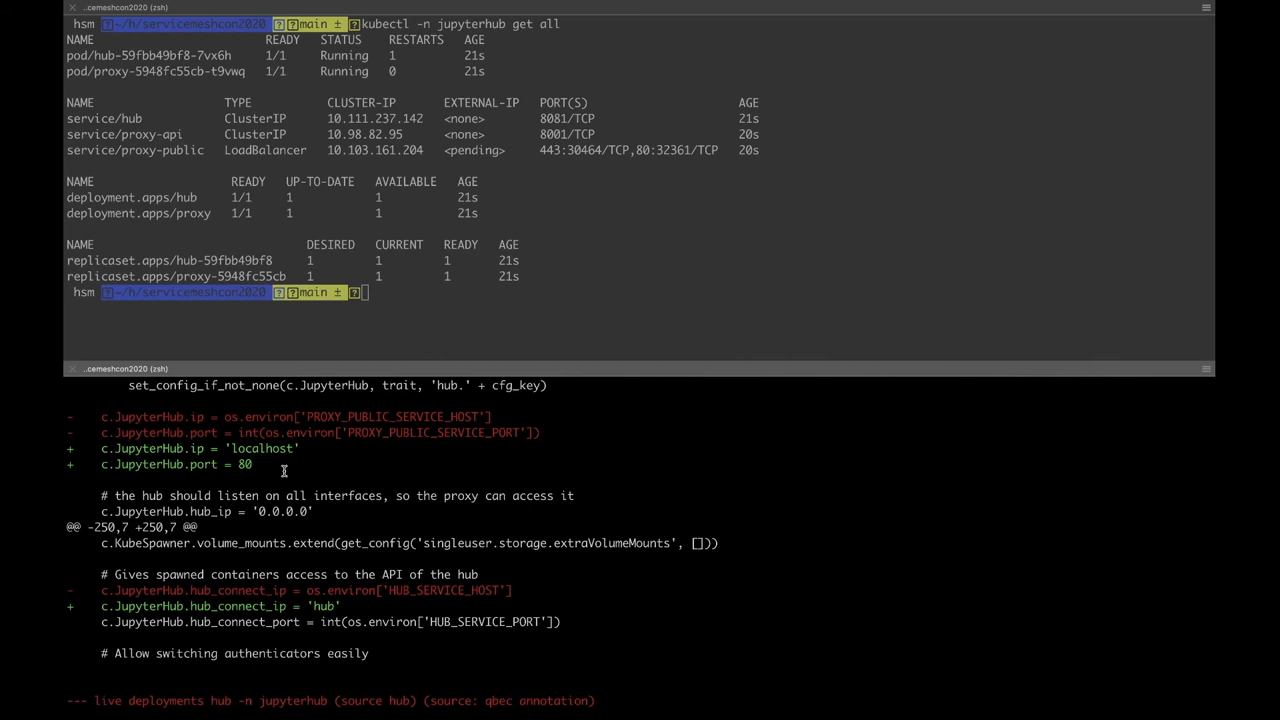 ..cemeshcon2020 (zsh)
hsm ~/h/servicemeshcon2020 main ± kubectl -n jupyterhub get all
NAME READY STATUS RESTARTS AGE
pod/hub-59fbb49bf8-7vx6h 1/1 Running 1 21s
pod/proxy-5948fc55cb-t9vwq 1/1 Running 0 21s
NAME TYPE CLUSTER-IP EXTERNAL-IP PORT(S) AGE
service/hub ClusterIP 10.111.237.142 <none> 8081/TCP 21s
service/proxy-api ClusterIP 10.98.82.95 <none> 8001/TCP 20s
service/proxy-public LoadBalancer 10.103.161.204 <pending> 443:30464/TCP,80:32361/TCP 20s
NAME READY UP-TO-DATE AVAILABLE AGE
deployment.apps/hub 1/1 1 1 21s
deployment.apps/proxy 1/1 1 1 21s
NAME DESIRED CURRENT READY AGE
replicaset.apps/hub-59fbb49bf8 1 1 1 21s
replicaset.apps/proxy-5948fc55cb 1 1 1 21s
hsm ~/h/servicemeshcon2020 main ±
..cemeshcon2020 (zsh)
set_config_if_not_none(c.JupyterHub, trait, 'hub.' + cfg_key)
- c.JupyterHub.ip = os.environ['PROXY_PUBLIC_SERVICE_HOST']
- c.JupyterHub.port = int(os.environ['PROXY_PUBLIC_SERVICE_PORT'])
+ c.JupyterHub.ip = 'localhost'
+ c.JupyterHub.port = 80
# the hub should listen on all interfaces, so the proxy can access it
c.JupyterHub.hub_ip = '0.0.0.0'
@@ -250,7 +250,7 @@
c.KubeSpawner.volume_mounts.extend(get_config('singleuser.storage.extraVolumeMounts', []))
# Gives spawned containers access to the API of the hub
- c.JupyterHub.hub_connect_ip = os.environ['HUB_SERVICE_HOST']
+ c.JupyterHub.hub_connect_ip = 'hub'
c.JupyterHub.hub_connect_port = int(os.environ['HUB_SERVICE_PORT'])
# Allow switching authenticators easily
--- live deployments hub -n jupyterhub (source hub) (source: qbec annotation)